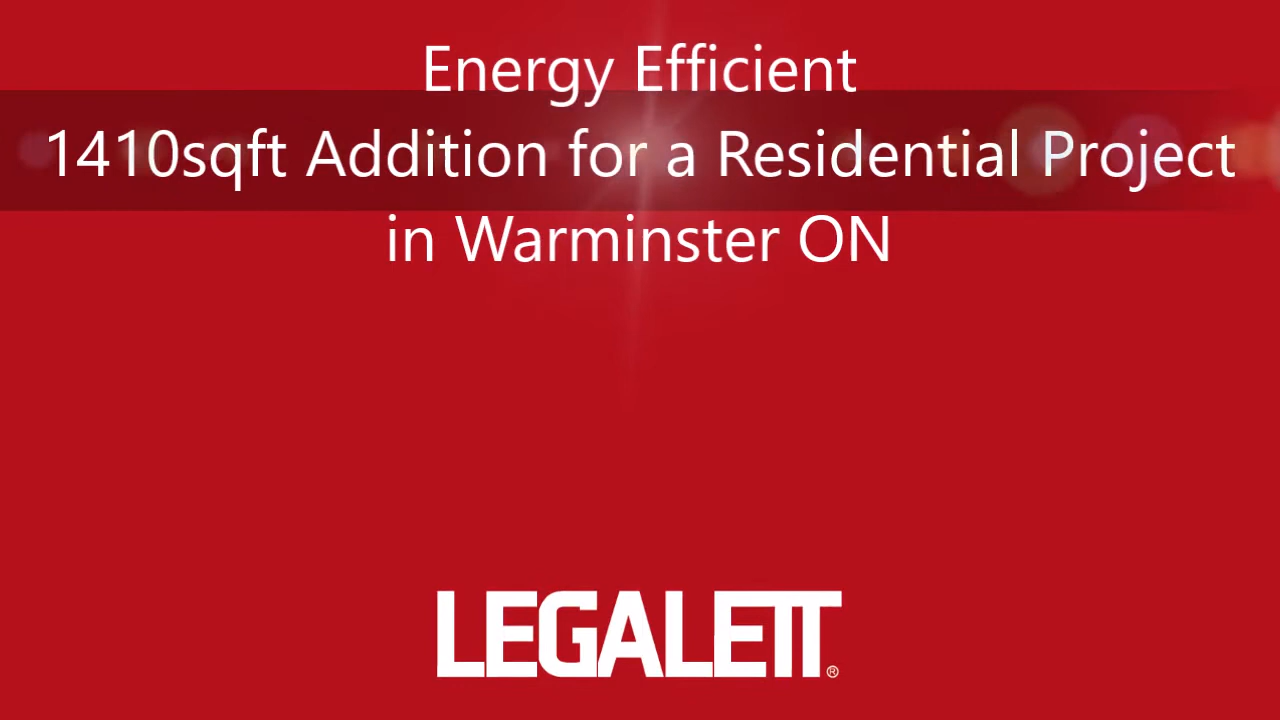 Energy Efficient
1410sqft Addition for a Residential Project
in Warminster ON
LEGALETT®